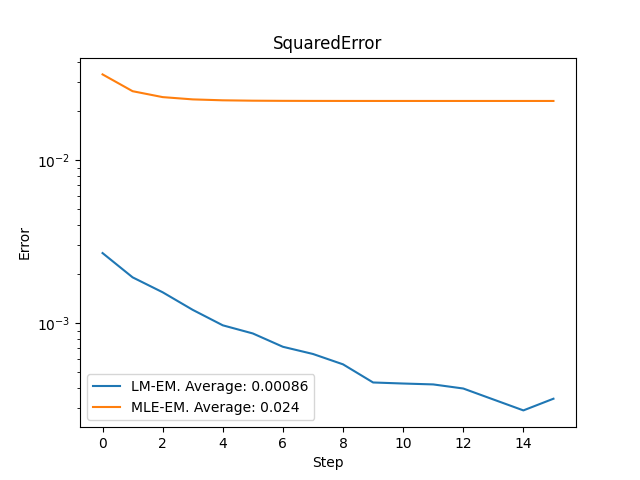 SquaredError
Error
10⁻²
10⁻³
LM-EM. Average: 0.00086
MLE-EM. Average: 0.024
0 2 4 6 8 10 12 14
Step